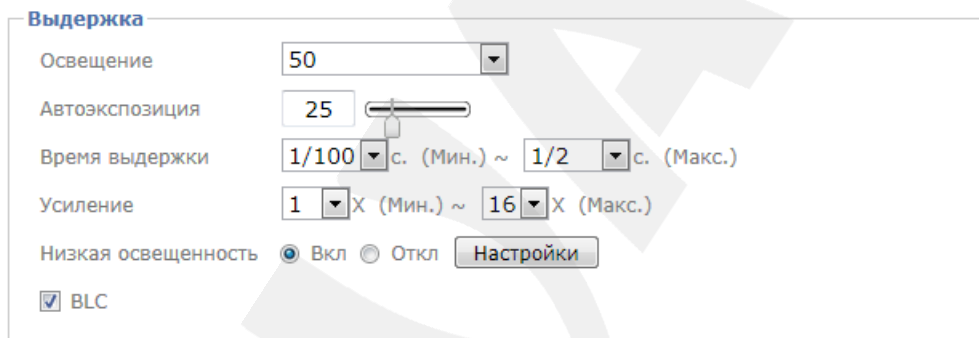 Выдержка
Освещение 50
Автоэкспозиция 25
Время выдержки 1/100 с. (Мин.) ~ 1/2 с. (Макс.)
Усиление 1 X (Мин.) ~ 16 X (Макс.)
Низкая освещенность Вкл Откл Настройки
BLC